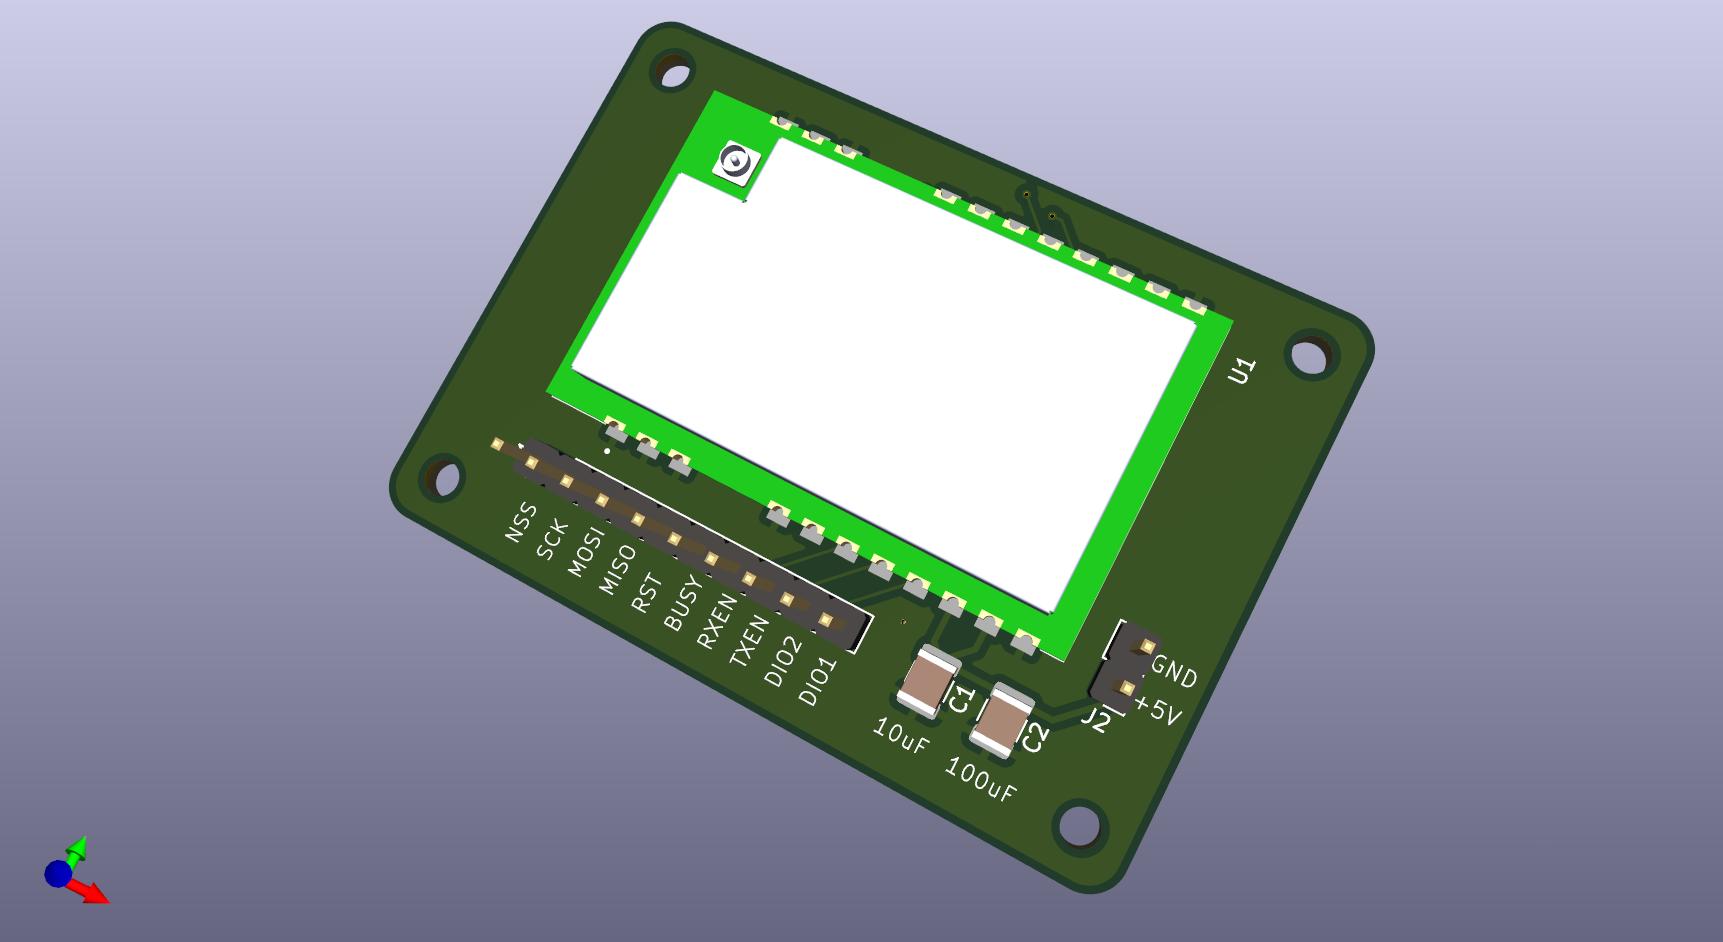 U1
NSS
SCK
MOSI
MISO
RST
BUSY
RXEN
TXEN
DIO2
DIO1
C1
10uF
C2
100uF
J2
GND
+5V